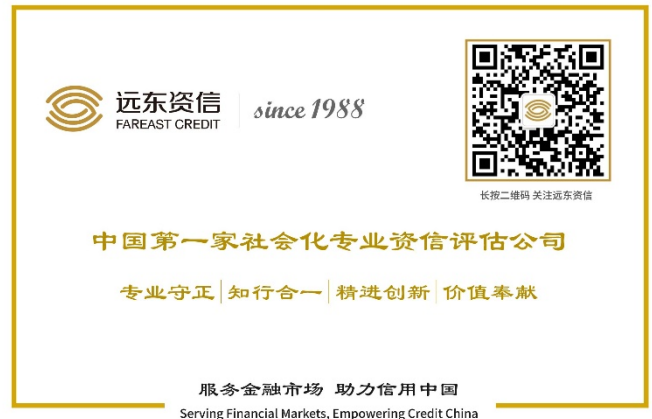 远东资信
FAREAST CREDIT
since 1988
长按二维码 关注远东资信
中国第一家社会化专业资信评估公司
专业守正|知行合一|精进创新|价值奉献
服务金融市场 助力信用中国
Serving Financial Markets, Empowering Credit China